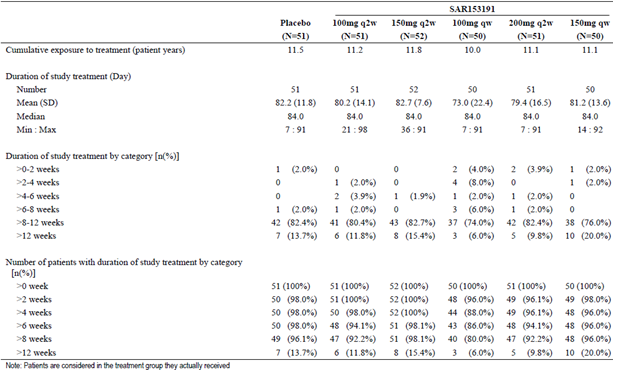 SAR153191
Placebo 100mg q2w 150mg q2w 100mg qw 200mg q2w 150mg qw
(N=51) (N=51) (N=52) (N=50) (N=51) (N=50)
Cumulative exposure to treatment (patient years) 11.5 11.2 11.8 10.0 11.1 11.1
Duration of study treatment (Day)
Number 51 51 52 50 51 50
Mean (SD) 82.2 (11.8) 80.2 (14.1) 82.7 (7.6) 73.0 (22.4) 79.4 (16.5) 81.2 (13.6)
Median 84.0 84.0 84.0 84.0 84.0 84.0
Min : Max 7 : 91 21 : 98 36 : 91 7 : 91 7 : 91 14 : 92
Duration of study treatment by category [n(%)]
>0-2 weeks 1 (2.0%) 0 0 2 (4.0%) 2 (3.9%) 1 (2.0%)
>2-4 weeks 0 1 (2.0%) 0 4 (8.0%) 0 1 (2.0%)
>4-6 weeks 0 2 (3.9%) 1 (1.9%) 1 (2.0%) 1 (2.0%) 0
>6-8 weeks 1 (2.0%) 1 (2.0%) 0 3 (6.0%) 1 (2.0%) 0
>8-12 weeks 42 (82.4%) 41 (80.4%) 43 (82.7%) 37 (74.0%) 42 (82.4%) 38 (76.0%)
>12 weeks 7 (13.7%) 6 (11.8%) 8 (15.4%) 3 (6.0%) 5 (9.8%) 10 (20.0%)
Number of patients with duration of study treatment by category
[n(%)]
>0 week 51 (100%) 51 (100%) 52 (100%) 50 (100%) 51 (100%) 50 (100%)
>2 weeks 50 (98.0%) 51 (100%) 52 (100%) 48 (96.0%) 49 (96.1%) 49 (98.0%)
>4 weeks 50 (98.0%) 50 (98.0%) 52 (100%) 44 (88.0%) 49 (96.1%) 48 (96.0%)
>6 weeks 50 (98.0%) 48 (94.1%) 51 (98.1%) 43 (86.0%) 48 (94.1%) 48 (96.0%)
>8 weeks 49 (96.1%) 47 (92.2%) 51 (98.1%) 40 (80.0%) 47 (92.2%) 48 (96.0%)
>12 weeks 7 (13.7%) 6 (11.8%) 8 (15.4%) 3 (6.0%) 5 (9.8%) 10 (20.0%)
Note: Patients are considered in the treatment group they actually received